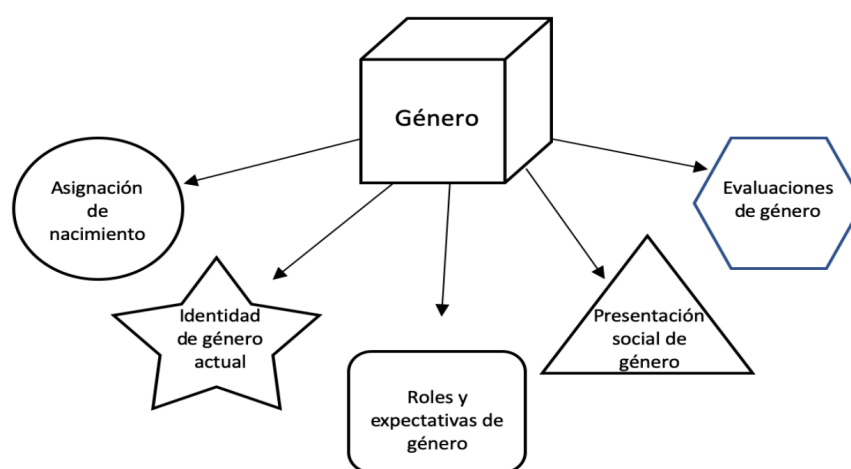 Género
Asignación
de
nacimiento
Identidad
de género
actual
Roles y
expectativas de
género
Presentación
social de
género
Evaluaciones
de género